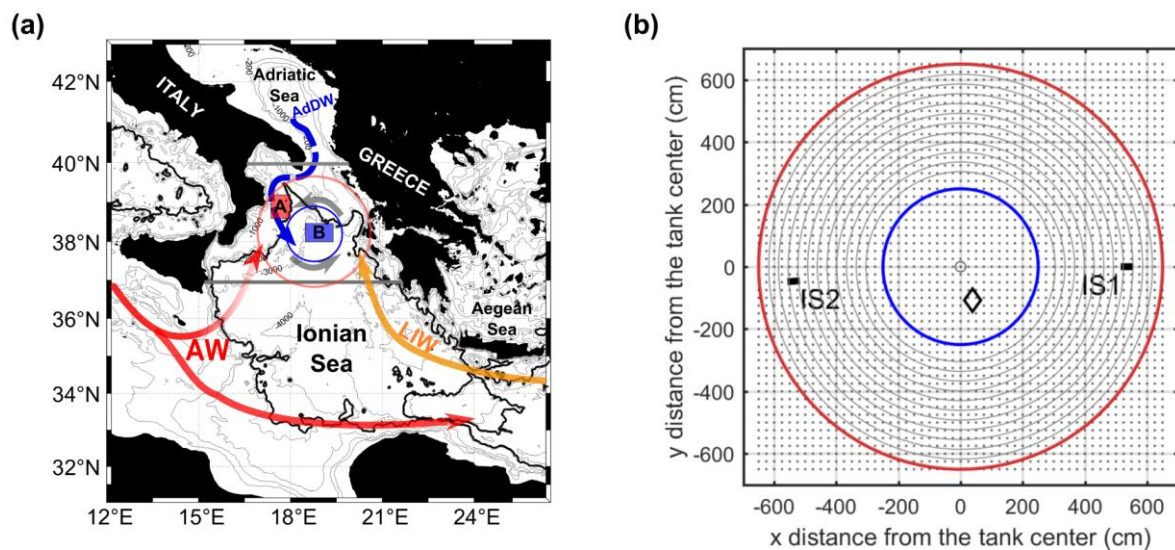 (a)
(b)
42°N
40°N
38°N
36°N
34°N
32°N
12°E
15°E
18°E
21°E
24°E
ITALY
Adriatic
Sea
-200
-1000
AdDW
GREECE
A
B
-1000
-3000
-4000
Ionian
Sea
Aegean
Sea
AW
LIW
y distance from the tank center (cm)
600
400
200
0
-200
-400
-600
-600
-400
-200
0
200
400
600
x distance from the tank center (cm)
IS2
IS1